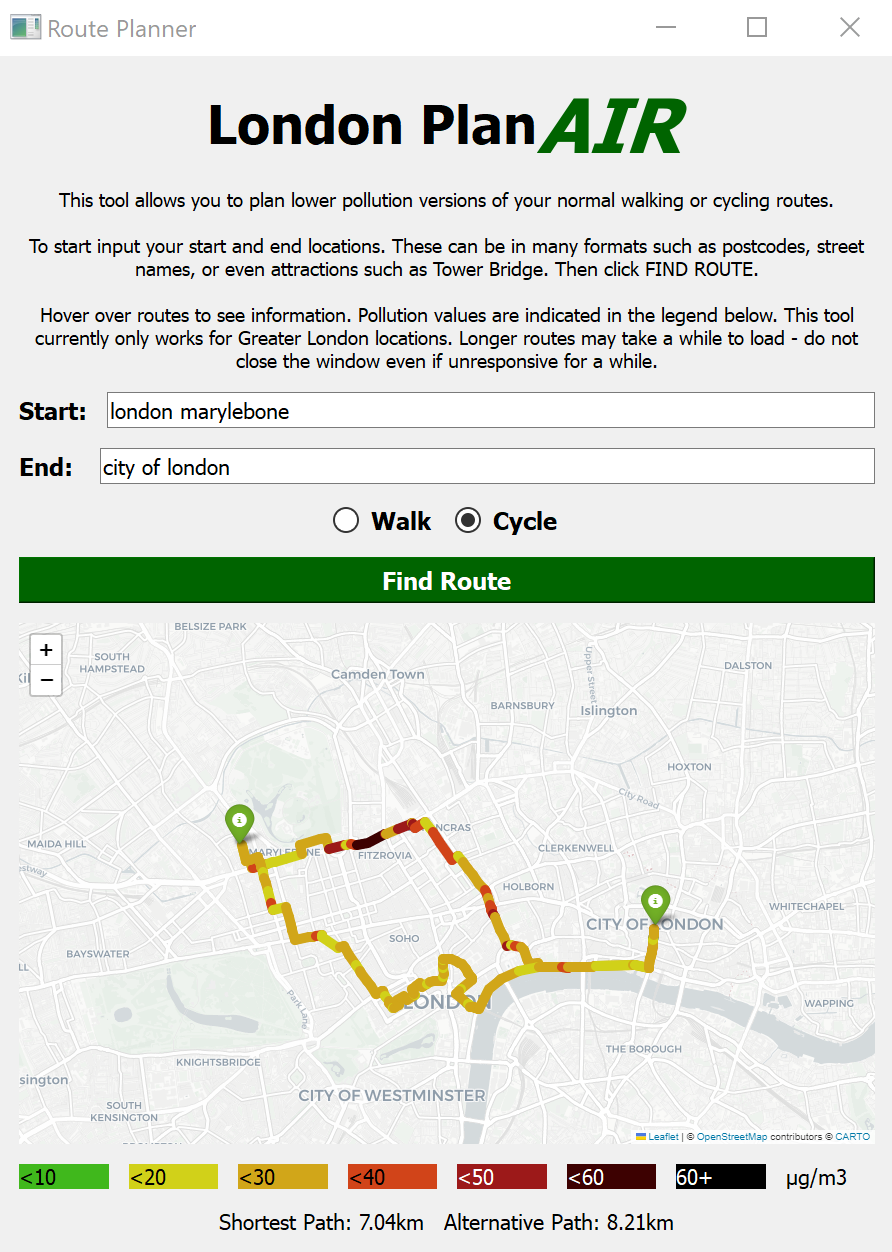 Route Planner
London PlanAIR
This tool allows you to plan lower pollution versions of your normal walking or cycling routes.
To start input your start and end locations. These can be in many formats such as postcodes, street
names, or even attractions such as Tower Bridge. Then click FIND ROUTE.
Hover over routes to see information. Pollution values are indicated in the legend below. This tool
currently only works for Greater London locations. Longer routes may take a while to load - do not
close the window even if unresponsive for a while.
Start: london marylebone
End: city of london
Walk Cycle
Find Route
BELSIZE PARK
+
−
SOUTH
HAMPSTEAD
Camden Town
Upper Street
DALSTON
BARNSBURY
Islington
HOXTON
City Road
MAIDA HILL
MARYLEBONE
FITZROVIA
NCRAS
CLERKENWELL
estway
HOLBORN
WHITECHAPEL
CITY OF LONDON
SOHO
BAYSWATER
LL
Park Lane
LONDON
WAPPING
KNIGHTSBRIDGE
THE BOROUGH
sington
CITY OF WESTMINSTER
SOUTH
KENSINGTON
Leaflet | © OpenStreetMap contributors © CARTO
<10 <20 <30 <40 <50 <60 60+ µg/m3
Shortest Path: 7.04km Alternative Path: 8.21km